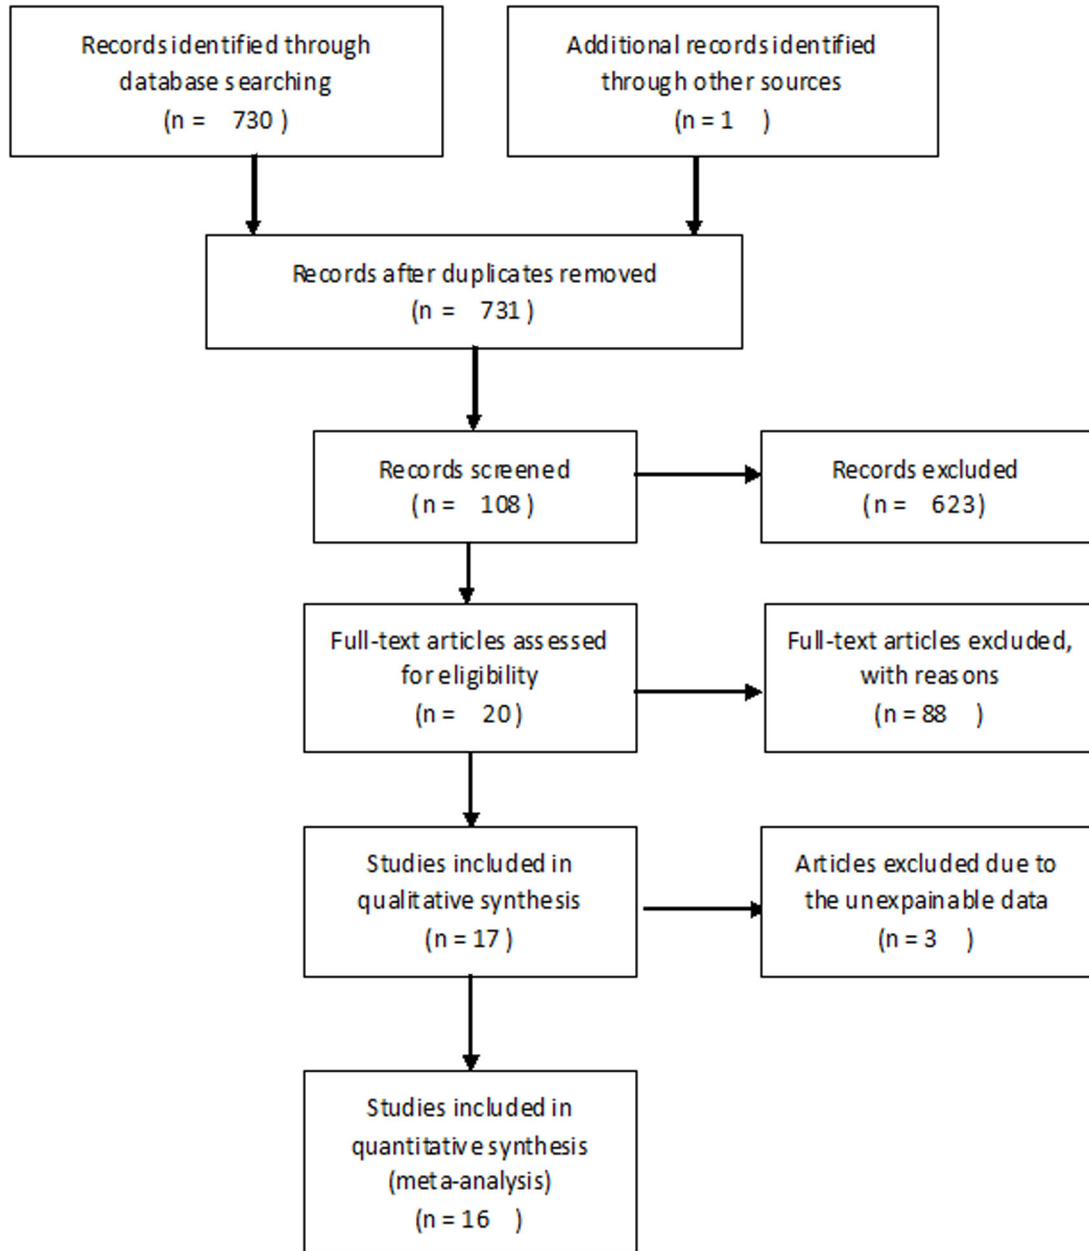 Records identified through
database searching
(n = 730 )
Additional records identified
through other sources
(n = 1 )
Records after duplicates removed
(n = 731)
Records screened
(n = 108)
Records excluded
(n = 623)
Full-text articles assessed
for eligibility
(n = 20)
Full-text articles excluded,
with reasons
(n = 88 )
Studies included in
qualitative synthesis
(n = 17 )
Articles excluded due to
the unexpainable data
(n = 3 )
Studies included in
quantitative synthesis
(meta-analysis)
(n = 16 )